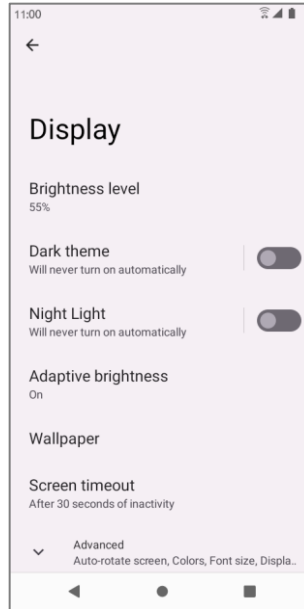 11:00
Display
Brightness level
55%
Dark theme
Will never turn on automatically
Night Light
Will never turn on automatically
Adaptive brightness
On
Wallpaper
Screen timeout
After 30 seconds of inactivity
Advanced
Auto-rotate screen, Colors, Font size, Displa..